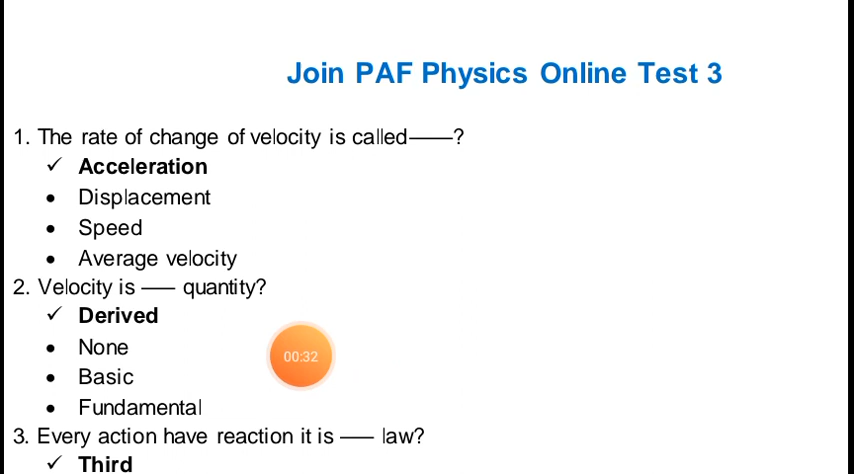 Join PAF Physics Online Test 3
1. The rate of change of velocity is called——?
✓ Acceleration
• Displacement
• Speed
• Average velocity
2. Velocity is —— quantity?
✓ Derived
• None
• Basic
• Fundamental
00:32
3. Every action have reaction it is —— law?
✓ Third